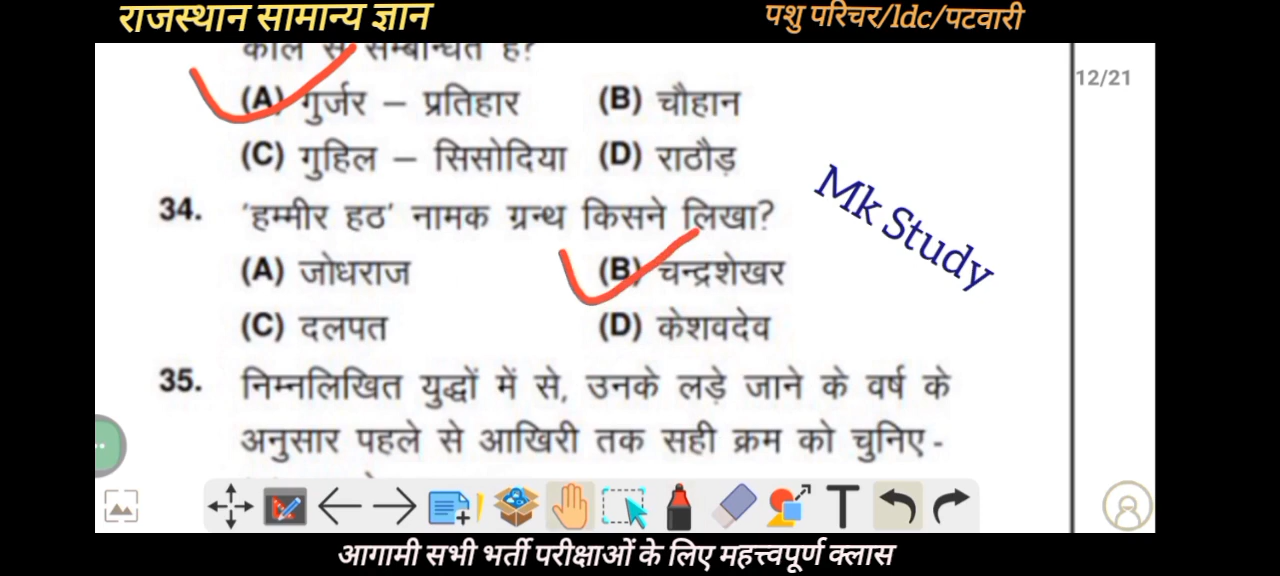 राजस्थान सामान्य ज्ञान
पशु परिचर/ldc/पटवारी
काल से सम्बन्धित है?
12/21
(A) गुर्जर – प्रतिहार (B) चौहान
(C) गुहिल – सिसोदिया (D) राठौड़
34. 'हम्मीर हठ' नामक ग्रन्थ किसने लिखा?
Mk Study
(A) जोधराज (B) चन्द्रशेखर
(C) दलपत (D) केशवदेव
35. निम्नलिखित युद्धों में से, उनके लड़े जाने के वर्ष के
अनुसार पहले से आखिरी तक सही क्रम को चुनिए -
T
आगामी सभी भर्ती परीक्षाओं के लिए महत्त्वपूर्ण क्लास